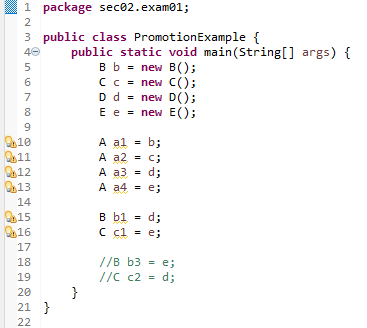 1 package sec02.exam01;
2
3 public class PromotionExample {
4 public static void main(String[] args) {
5 B b = new B();
6 C c = new C();
7 D d = new D();
8 E e = new E();
9
10 A a1 = b;
11 A a2 = c;
12 A a3 = d;
13 A a4 = e;
14
15 B b1 = d;
16 C c1 = e;
17
18 //B b3 = e;
19 //C c2 = d;
20 }
21 }
22